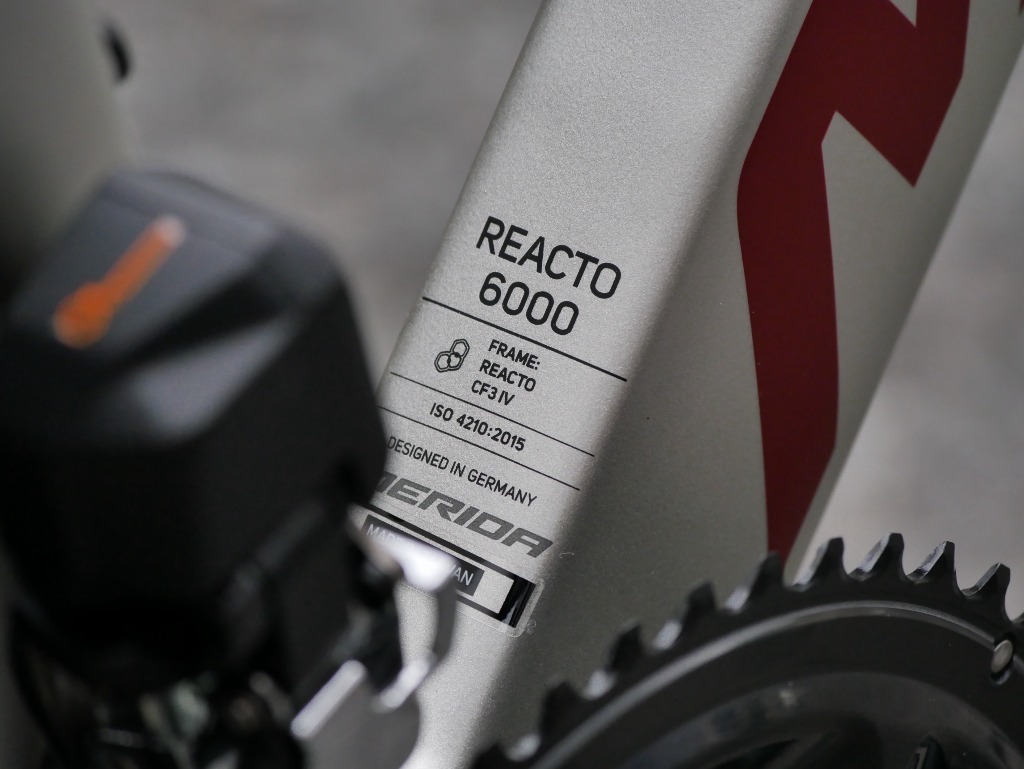 REACTO
6000
FRAME:
REACTO
CF3 IV
ISO 4210:2015
DESIGNED IN GERMANY
MERIDA